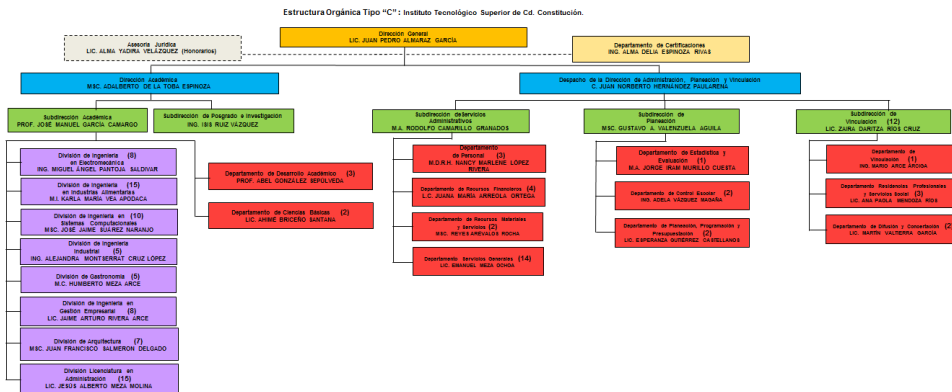 Estructura Orgánica Tipo “C”: Instituto Tecnológico Superior de Cd. Constitución.
Dirección General
LIC. JUAN PEDRO ALMARAZ GARCÍA
Asesoría Jurídica
LIC. ALMA YADIRA VELÁZQUEZ (Honorarios)
Departamento de Certificaciones
ING. ALMA DELIA ESPINOZA RIVAS
Dirección Académica
MSC. ADALBERTO DE LA TOBA ESPINOZA
Despacho de la Dirección de Administración, Planeación y Vinculación
C. JUAN NORBERTO HERNÁNDEZ PAULARENA
Subdirección Académica
PROF. JOSÉ MANUEL GARCÍA CAMARGO
Subdirección de Posgrado e Investigación
ING. ISIS RUIZ VÁZQUEZ
Subdirección de Servicios
Administrativos
M.A. RODOLFO CAMARILLO GRANADOS
Subdirección de
Planeación
MSC. GUSTAVO A. VALENZUELA AGUILA
Subdirección de
Vinculación (12)
LIC. ZAIRA DARITZA RÍOS CRUZ
División de Ingeniería (8)
en Electromecánica
ING. MIGUEL ÁNGEL PANTOJA SALDIVAR
División de Ingeniería (15)
en Industrias Alimentarias
M.I. KARLA MARÍA VEA APODACA
División de Ingeniería en (10)
Sistemas Computacionales
MSC. JOSÉ JAIME SUÁREZ NARANJO
División de Ingeniería
Industrial (5)
ING. ALEJANDRA MONTSERRAT CRUZ LÓPEZ
División de Gastronomía (5)
M.C. HUMBERTO MEZA ARCE
División de Ingeniería en
Gestión Empresarial (8)
LIC. JAIME ARTURO RIVERA ARCE
División de Arquitectura (7)
MSC. JUAN FRANCISCO SALMERON DELGADO
División Licenciatura en
Administración (15)
LIC. JESÚS ALBERTO MEZA MOLINA
Departamento de Desarrollo Académico (3)
PROF. ABEL GONZÁLEZ SEPÚLVEDA
Departamento de Ciencias Básicas (2)
LIC. AHIMÉ BRICEÑO SANTANA
Departamento
de Personal (3)
M.D.R.H. NANCY MARLENE LÓPEZ
RIVERA
Departamento de Recursos Financieros (4)
L.C. JUANA MARÍA ARREOLA ORTEGA
Departamento de Recursos Materiales
y Servicios (2)
MSC. REYES ARÉVALOS ROCHA
Departamento Servicios Generales (14)
LIC. EMANUEL MEZA OCHOA
Departamento de Estadística y
Evaluación (1)
M.A. JORGE IRAM MURILLO CUESTA
Departamento de Control Escolar (2)
ING. ADELA VÁZQUEZ MAGAÑA
Departamento de Planeación, Programación y
Presupuestación (2)
LIC. ESPERANZA GUTIÉRREZ CASTELLANOS
Departamento de
Vinculación (1)
ING. MARIO ARCE
Departamento Residencias Profesionales
y Servicios Social (3)
LIC. ANA PAOLA MENDOZA RÍOS
Departamento de Difusión y Concertación (2)
LIC. MARTÍN VALTIERRA GARCÍA